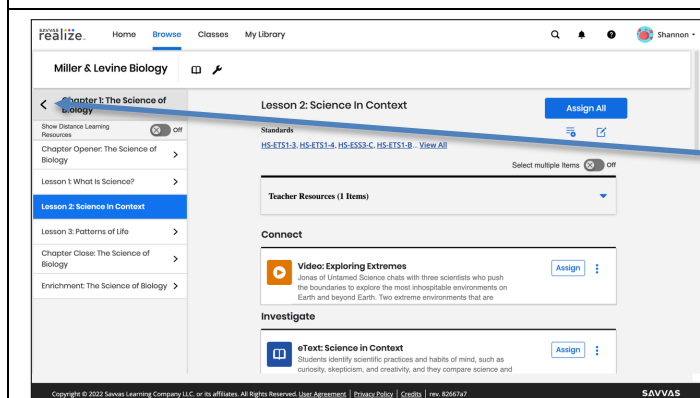 SAVVAS
realize.
Home Browse Classes My Library
Shannon
Miller & Levine Biology
Chapter 1: The Science of
Biology
Show Distance Learning
Resources
Off
Chapter Opener: The Science of
Biology
Lesson 1: What Is Science?
Lesson 2: Science In Context
Lesson 3: Patterns of Life
Chapter Close: The Science of
Biology
Enrichment: The Science of Biology
Lesson 2: Science In Context
Assign All
Standards
HS-ETS1-3, HS-ETS1-4, HS-ESS3-C, HS-ETS1-B... View All
Select multiple Items Off
Teacher Resources (1 Items)
Connect
Video: Exploring Extremes
Assign
Jonas of Untamed Science chats with three scientists who push
the boundaries to explore the most inhospitable environments on
Earth and beyond Earth. Two extreme environments that are
Investigate
eText: Science in Context
Assign
Students identify scientific practices and habits of mind, such as
curiosity, skepticism, and creativity, and they compare science and
Copyright © 2022 Savvas Learning Company LLC. or its affiliates. All Rights Reserved. User Agreement | Privacy Policy | Credits | rev. 82667a7
SAVVAS